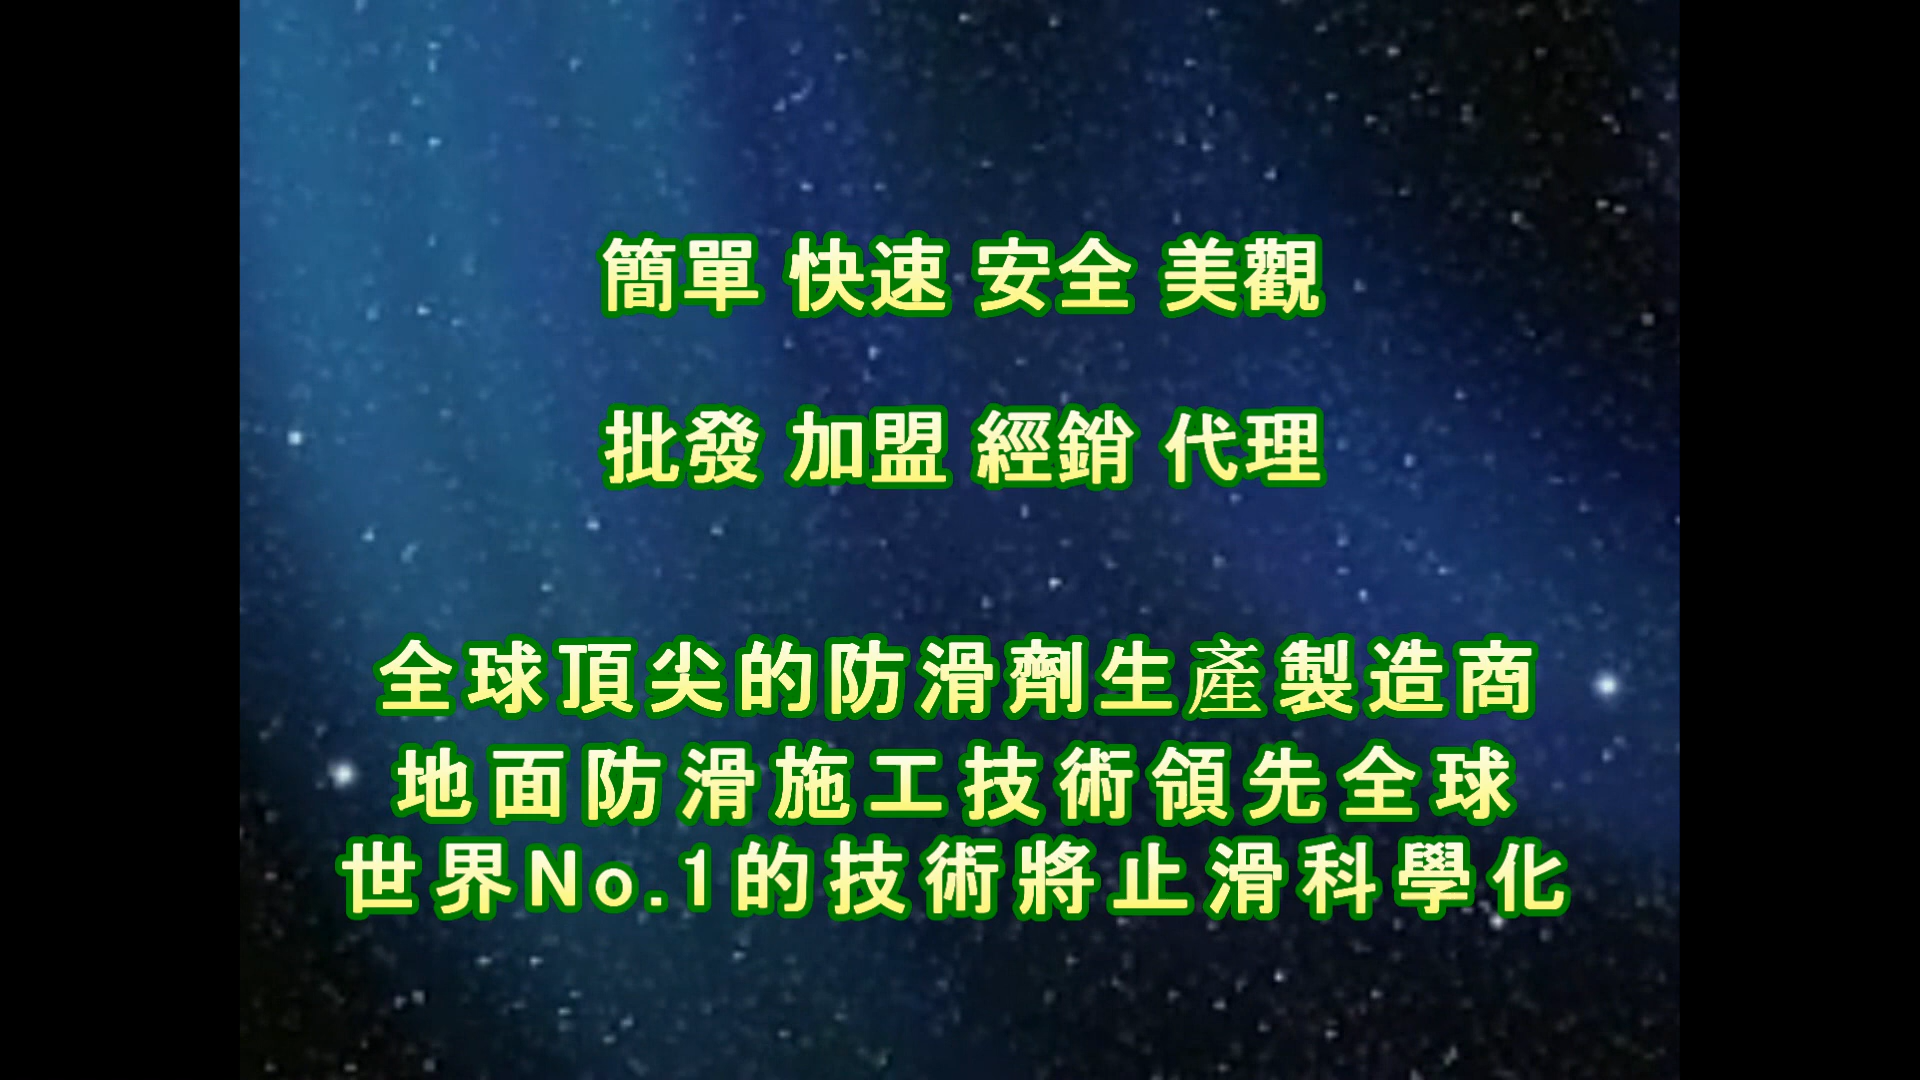 簡單 快速 安全 美觀
批發 加盟 經銷 代理
全球頂尖的防滑劑生產製造商
地面防滑施工技術領先全球
世界No.1的技術將止滑科學化